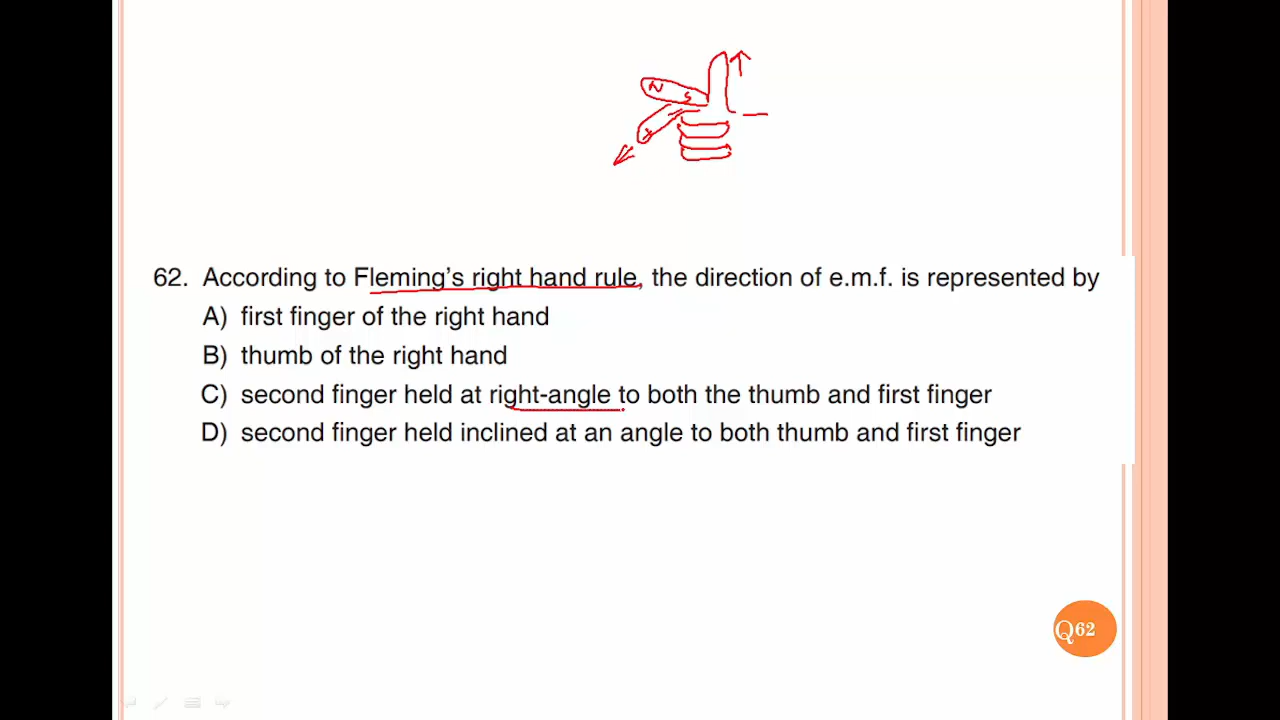 N S
62. According to Fleming's right hand rule, the direction of e.m.f. is represented by
A) first finger of the right hand
B) thumb of the right hand
C) second finger held at right-angle to both the thumb and first finger
D) second finger held inclined at an angle to both thumb and first finger
Q62